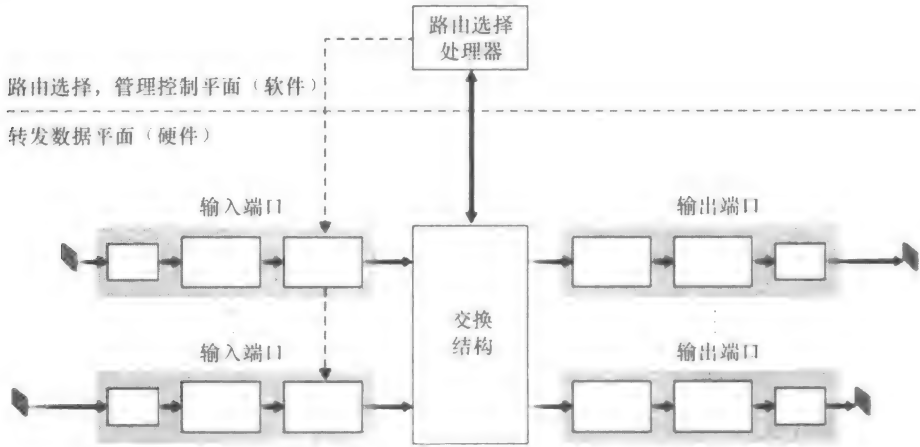 路由选择
处理器
路由选择，管理控制平面（软件）
转发数据平面（硬件）
输入端口
输出端口
交换
结构
输入端口
输出端口